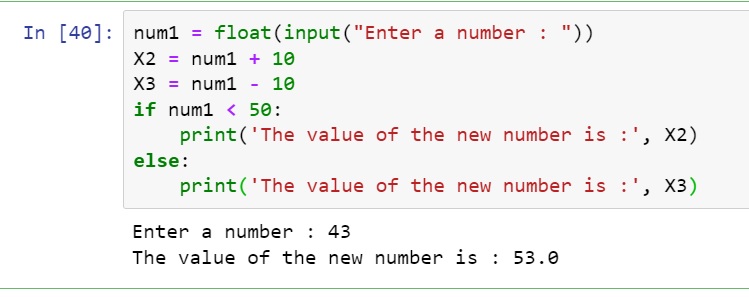 In [40]: num1 = float(input("Enter a number : "))
X2 = num1 + 10
X3 = num1 - 10
if num1 < 50:
    print('The value of the new number is :', X2)
else:
    print('The value of the new number is :', X3)
Enter a number : 43
The value of the new number is : 53.0